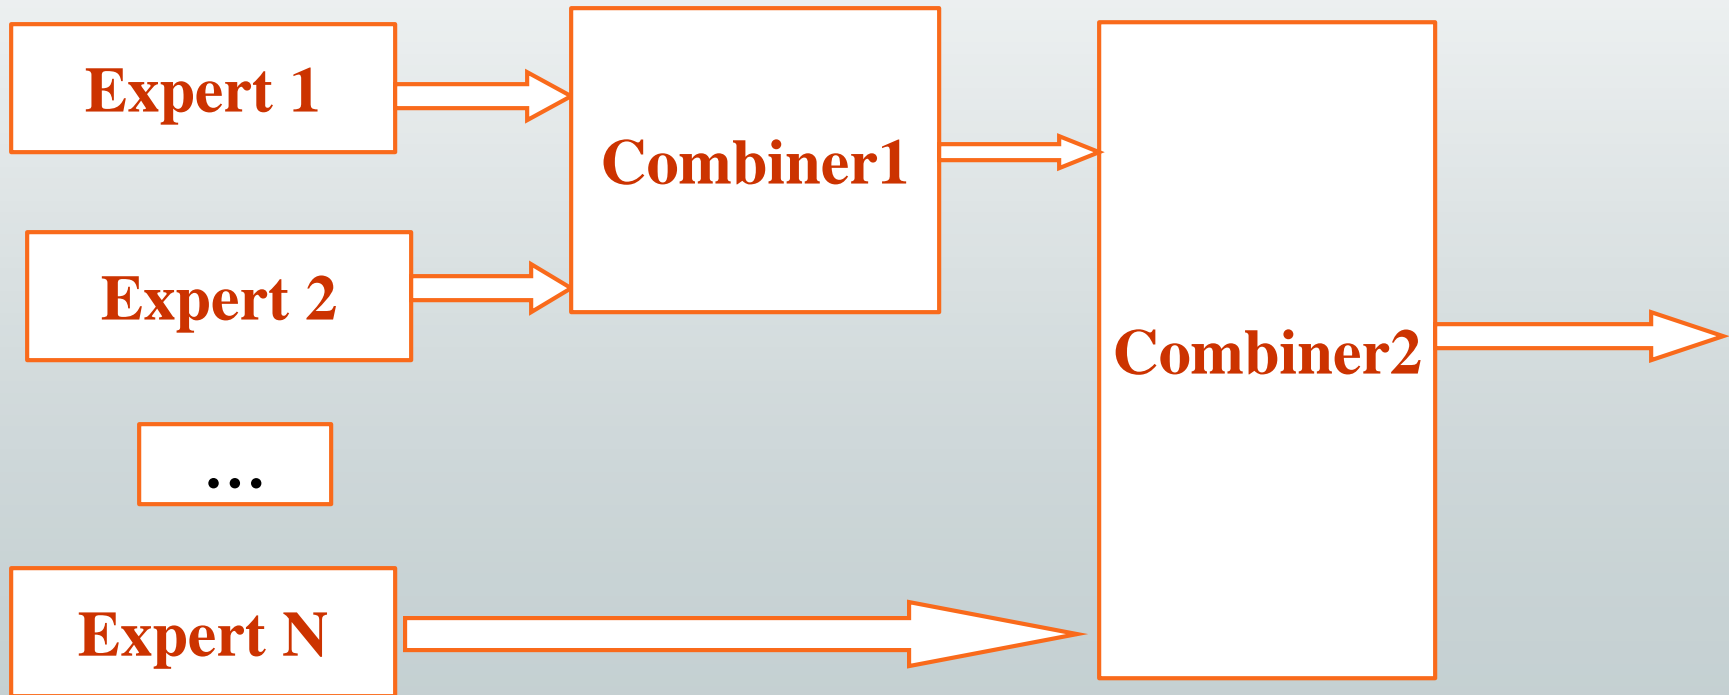 Expert 1
Combiner1
Expert 2
Combiner2
...
Expert N